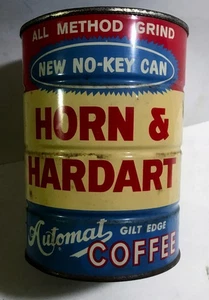 ALL METHOD GRIND
NEW NO-KEY CAN
HORN &
HARDART
Automat GILT EDGE
COFFEE